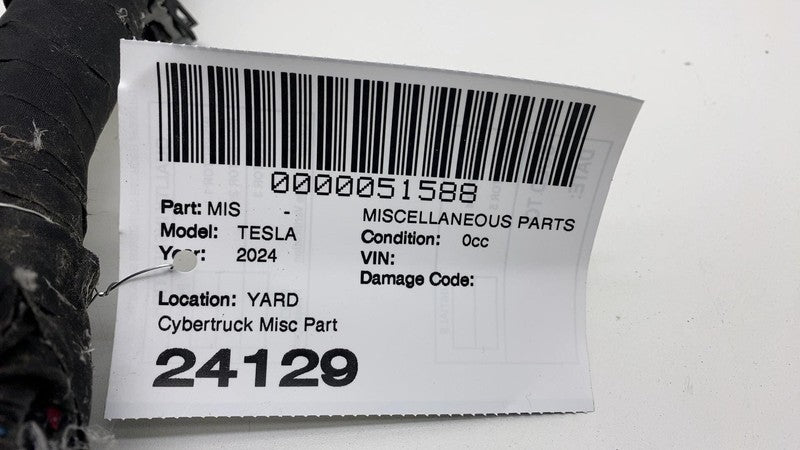 0000051588
Part: MIS - MISCELLANEOUS PARTS
Model: TESLA Condition: 0cc
Year: 2024 VIN:
Damage Code:
Location: YARD
Cybertruck Misc Part
24129